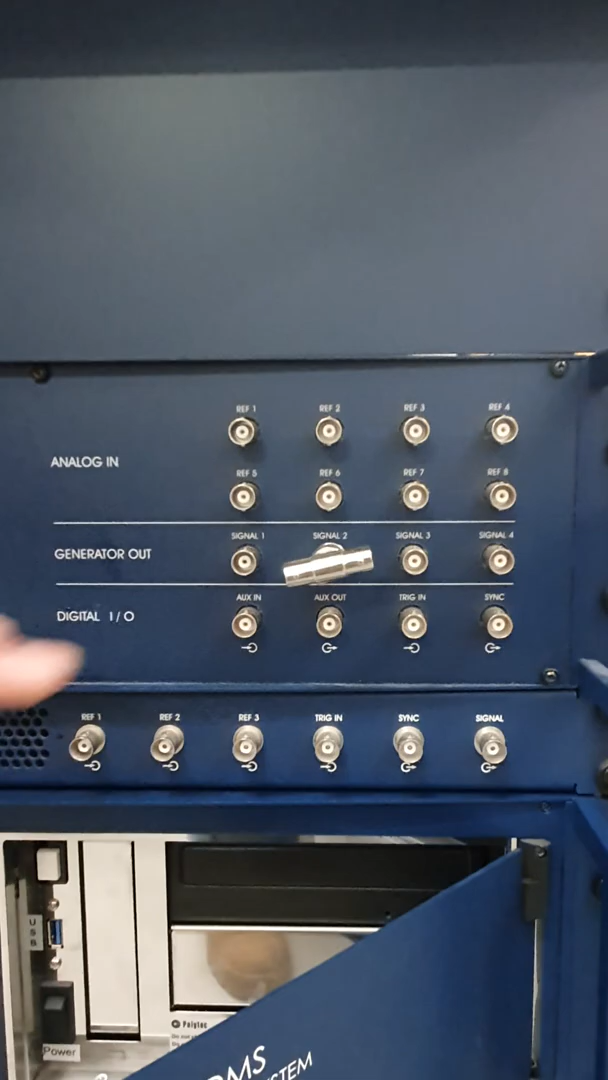 REF 1 REF 2 REF 3 REF 4
ANALOG IN
REF 5 REF 6 REF 7 REF 8
SIGNAL 1 SIGNAL 2 SIGNAL 3 SIGNAL 4
GENERATOR OUT
AUX IN AUX OUT TRIG IN SYNC
DIGITAL I/O
REF 1 REF 2 REF 3 TRIG IN SYNC SIGNAL
USB
Polytec
Power